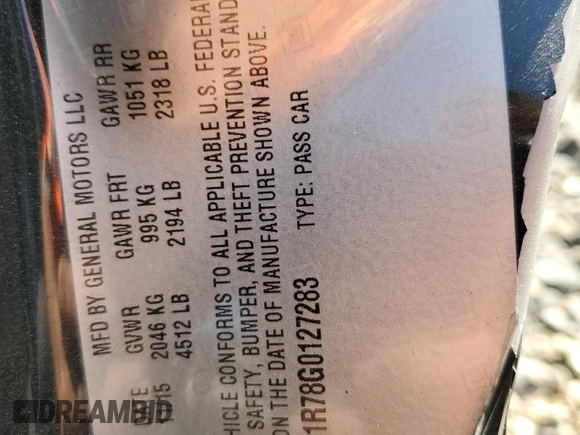 MFD BY GENERAL MOTORS LLC
GVWR GAWR FRT GAWR RR
2046 KG 995 KG 1051 KG
4512 LB 2194 LB 2318 LB
HICLE CONFORMS TO ALL APPLICABLE U.S. FEDERAL
SAFETY, BUMPER, AND THEFT PREVENTION STAND
ON THE DATE OF MANUFACTURE SHOWN ABOVE.
1R78G0127283 TYPE: PASS CAR
DREAMBID